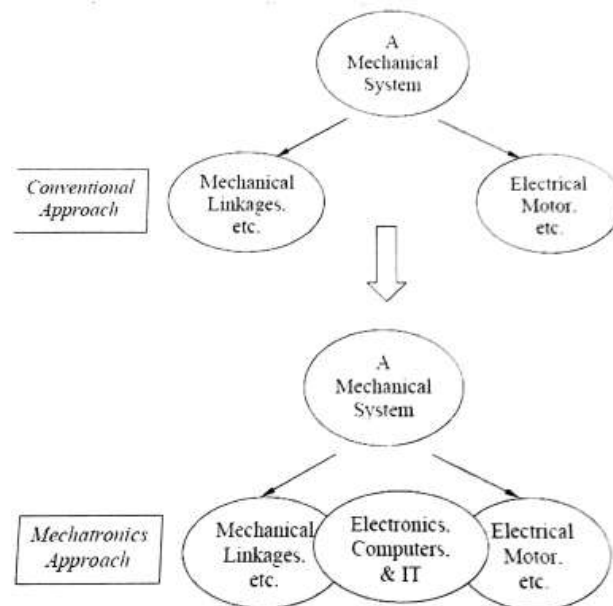 A
Mechanical
System
Conventional
Approach
Mechanical
Linkages.
etc.
Electrical
Motor.
etc.
A
Mechanical
System
Mechatronics
Approach
Mechanical
Linkages.
etc.
Electronics.
Computers.
& IT
Electrical
Motor.
etc.